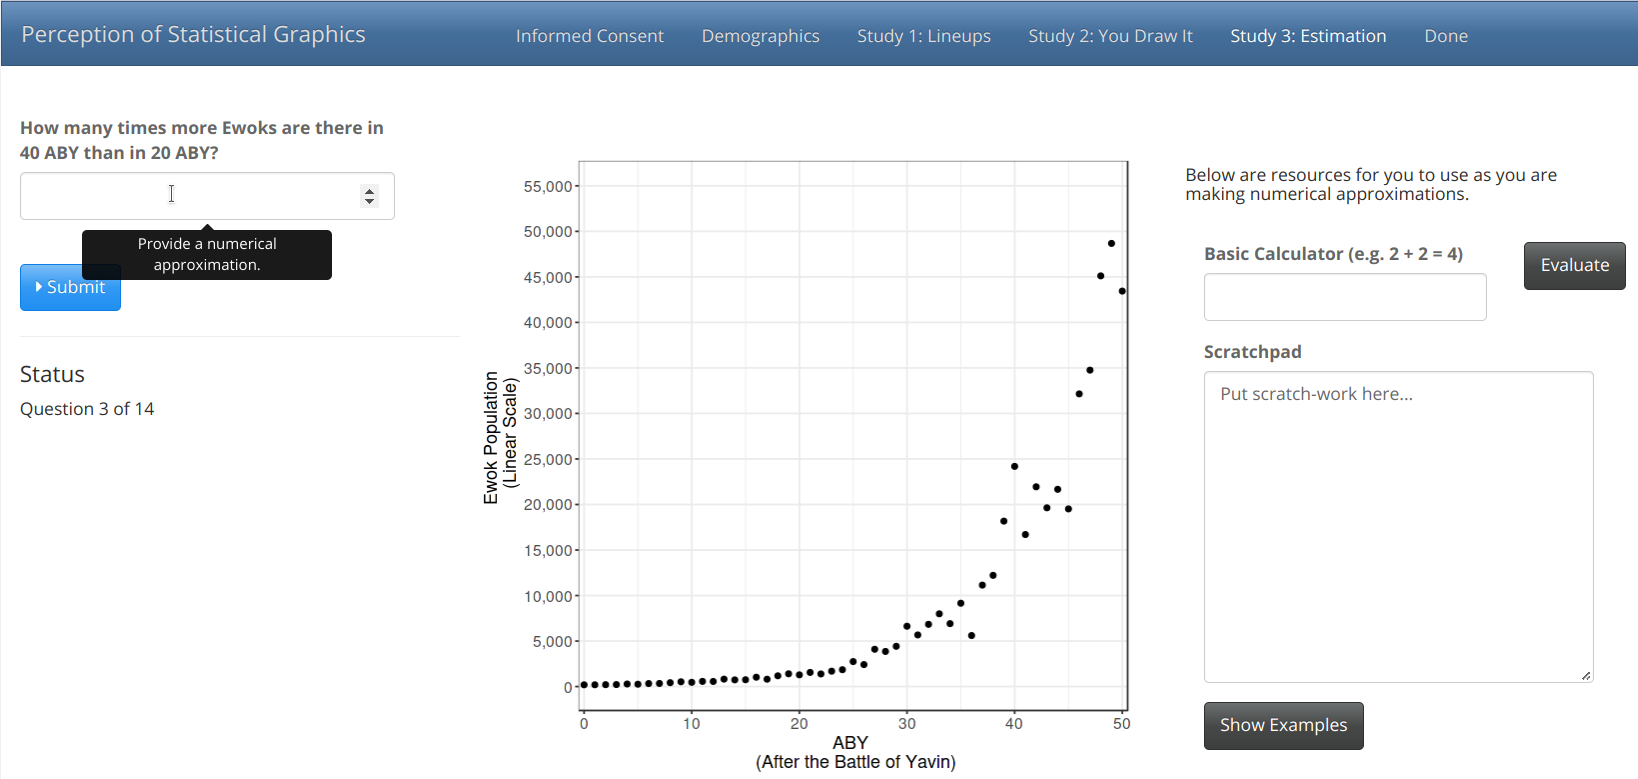 Perception of Statistical Graphics
Informed Consent
Demographics
Study 1: Lineups
Study 2: You Draw It
Study 3: Estimation
Done
How many times more Ewoks are there in
40 ABY than in 20 ABY?
Provide a numerical
approximation.
Submit
Status
Question 3 of 14
Ewok Population
(Linear Scale)
55,000
50,000
45,000
40,000
35,000
30,000
25,000
20,000
15,000
10,000
5,000
0
0 10 20 30 40 50
ABY
(After the Battle of Yavin)
Below are resources for you to use as you are
making numerical approximations.
Basic Calculator (e.g. 2 + 2 = 4)
Evaluate
Scratchpad
Put scratch-work here...
Show Examples